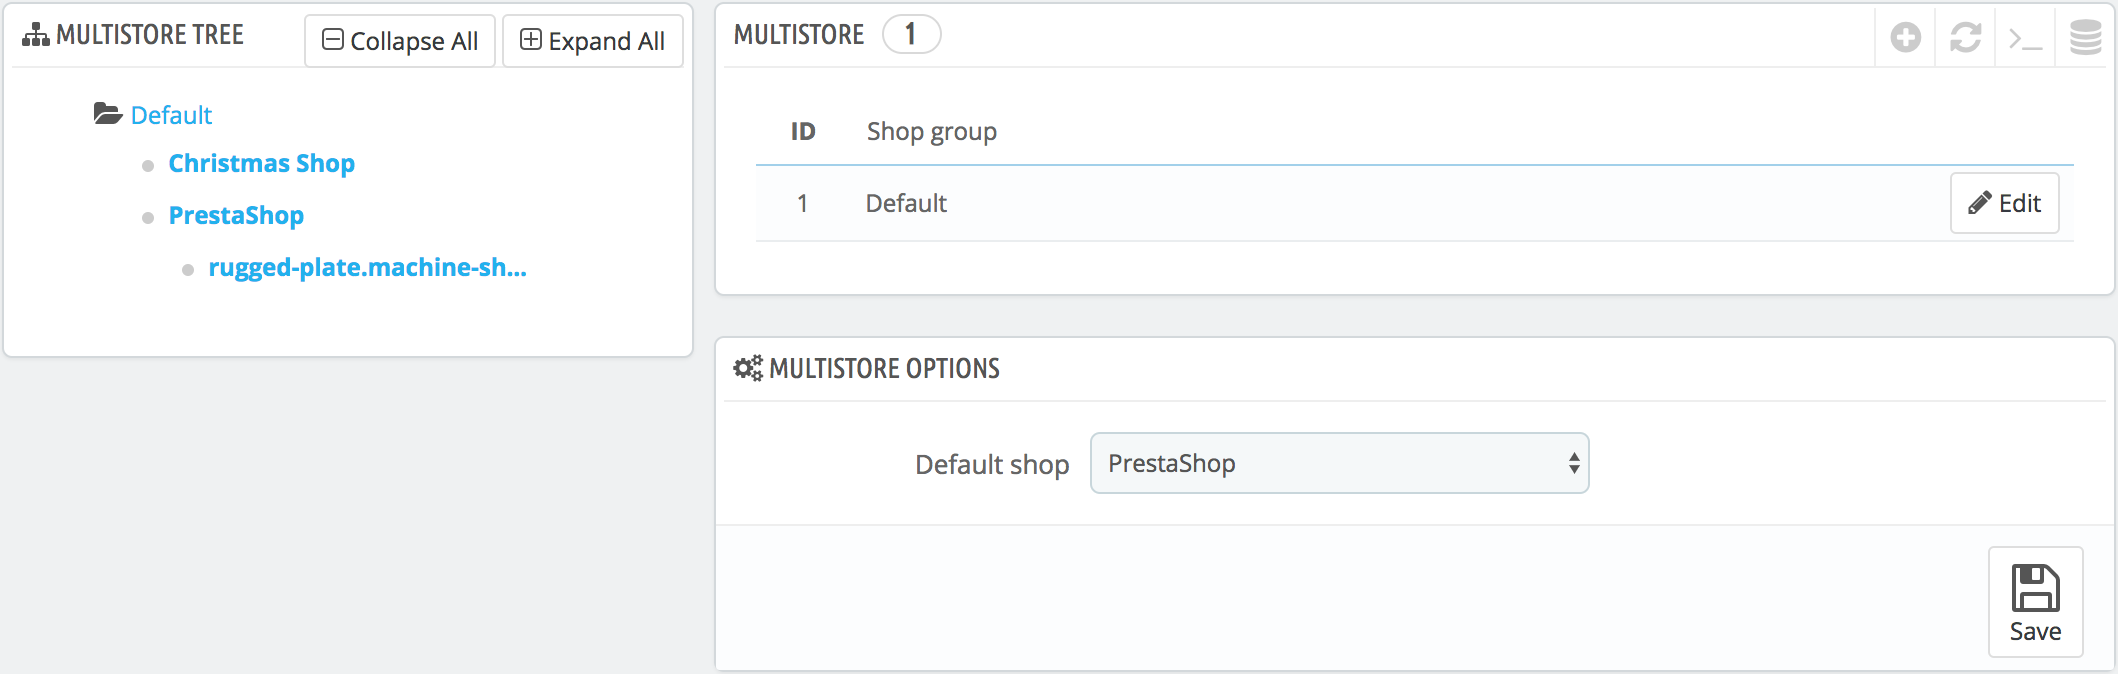 MULTISTORE TREE
Collapse All
Expand All
Default
Christmas Shop
PrestaShop
rugged-plate.machine-sh...
MULTISTORE 1
ID Shop group
1 Default Edit
MULTISTORE OPTIONS
Default shop PrestaShop
Save